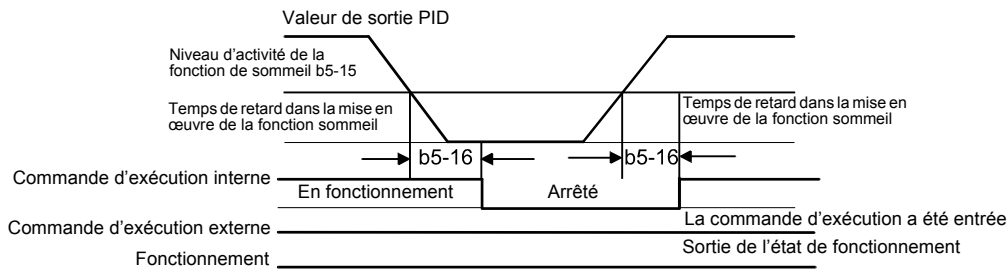 Valeur de sortie PID
Niveau d'activité de la
fonction de sommeil b5-15
Temps de retard dans la mise en
œuvre de la fonction sommeil
Temps de retard dans la mise en
œuvre de la fonction sommeil
b5-16
b5-16
Commande d'exécution interne
En fonctionnement
Arrêté
La commande d'exécution a été entrée
Commande d'exécution externe
Sortie de l'état de fonctionnement
Fonctionnement